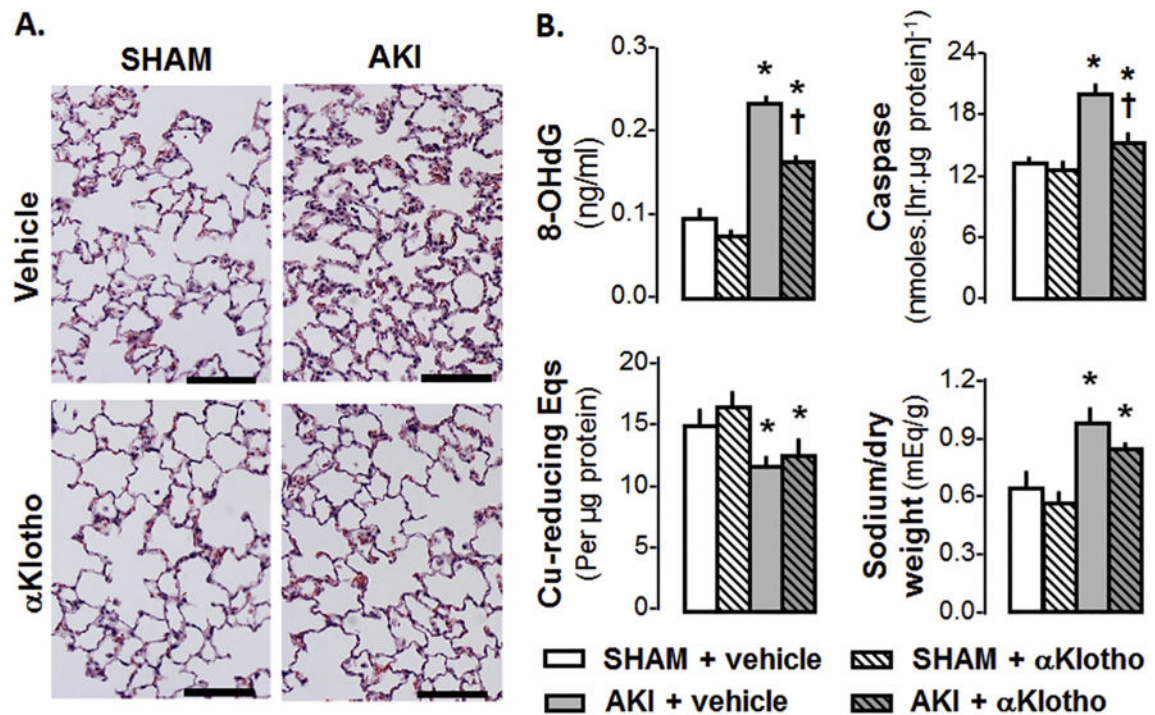 A.
SHAM AKI
Vehicle
αKlotho
B.
8-OHdG
(ng/ml)
0.3
0.2
0.1
0.0
*
*
†
Caspase
(nmoles.[hr.µg protein]⁻¹)
24
18
12
6
0
*
*
†
Cu-reducing Eqs
(Per µg protein)
20
15
10
5
0
* *
Sodium/dry
weight (mEq/g)
1.2
0.9
0.6
0.3
0.0
*
*
SHAM + vehicle SHAM + αKlotho
AKI + vehicle AKI + αKlotho